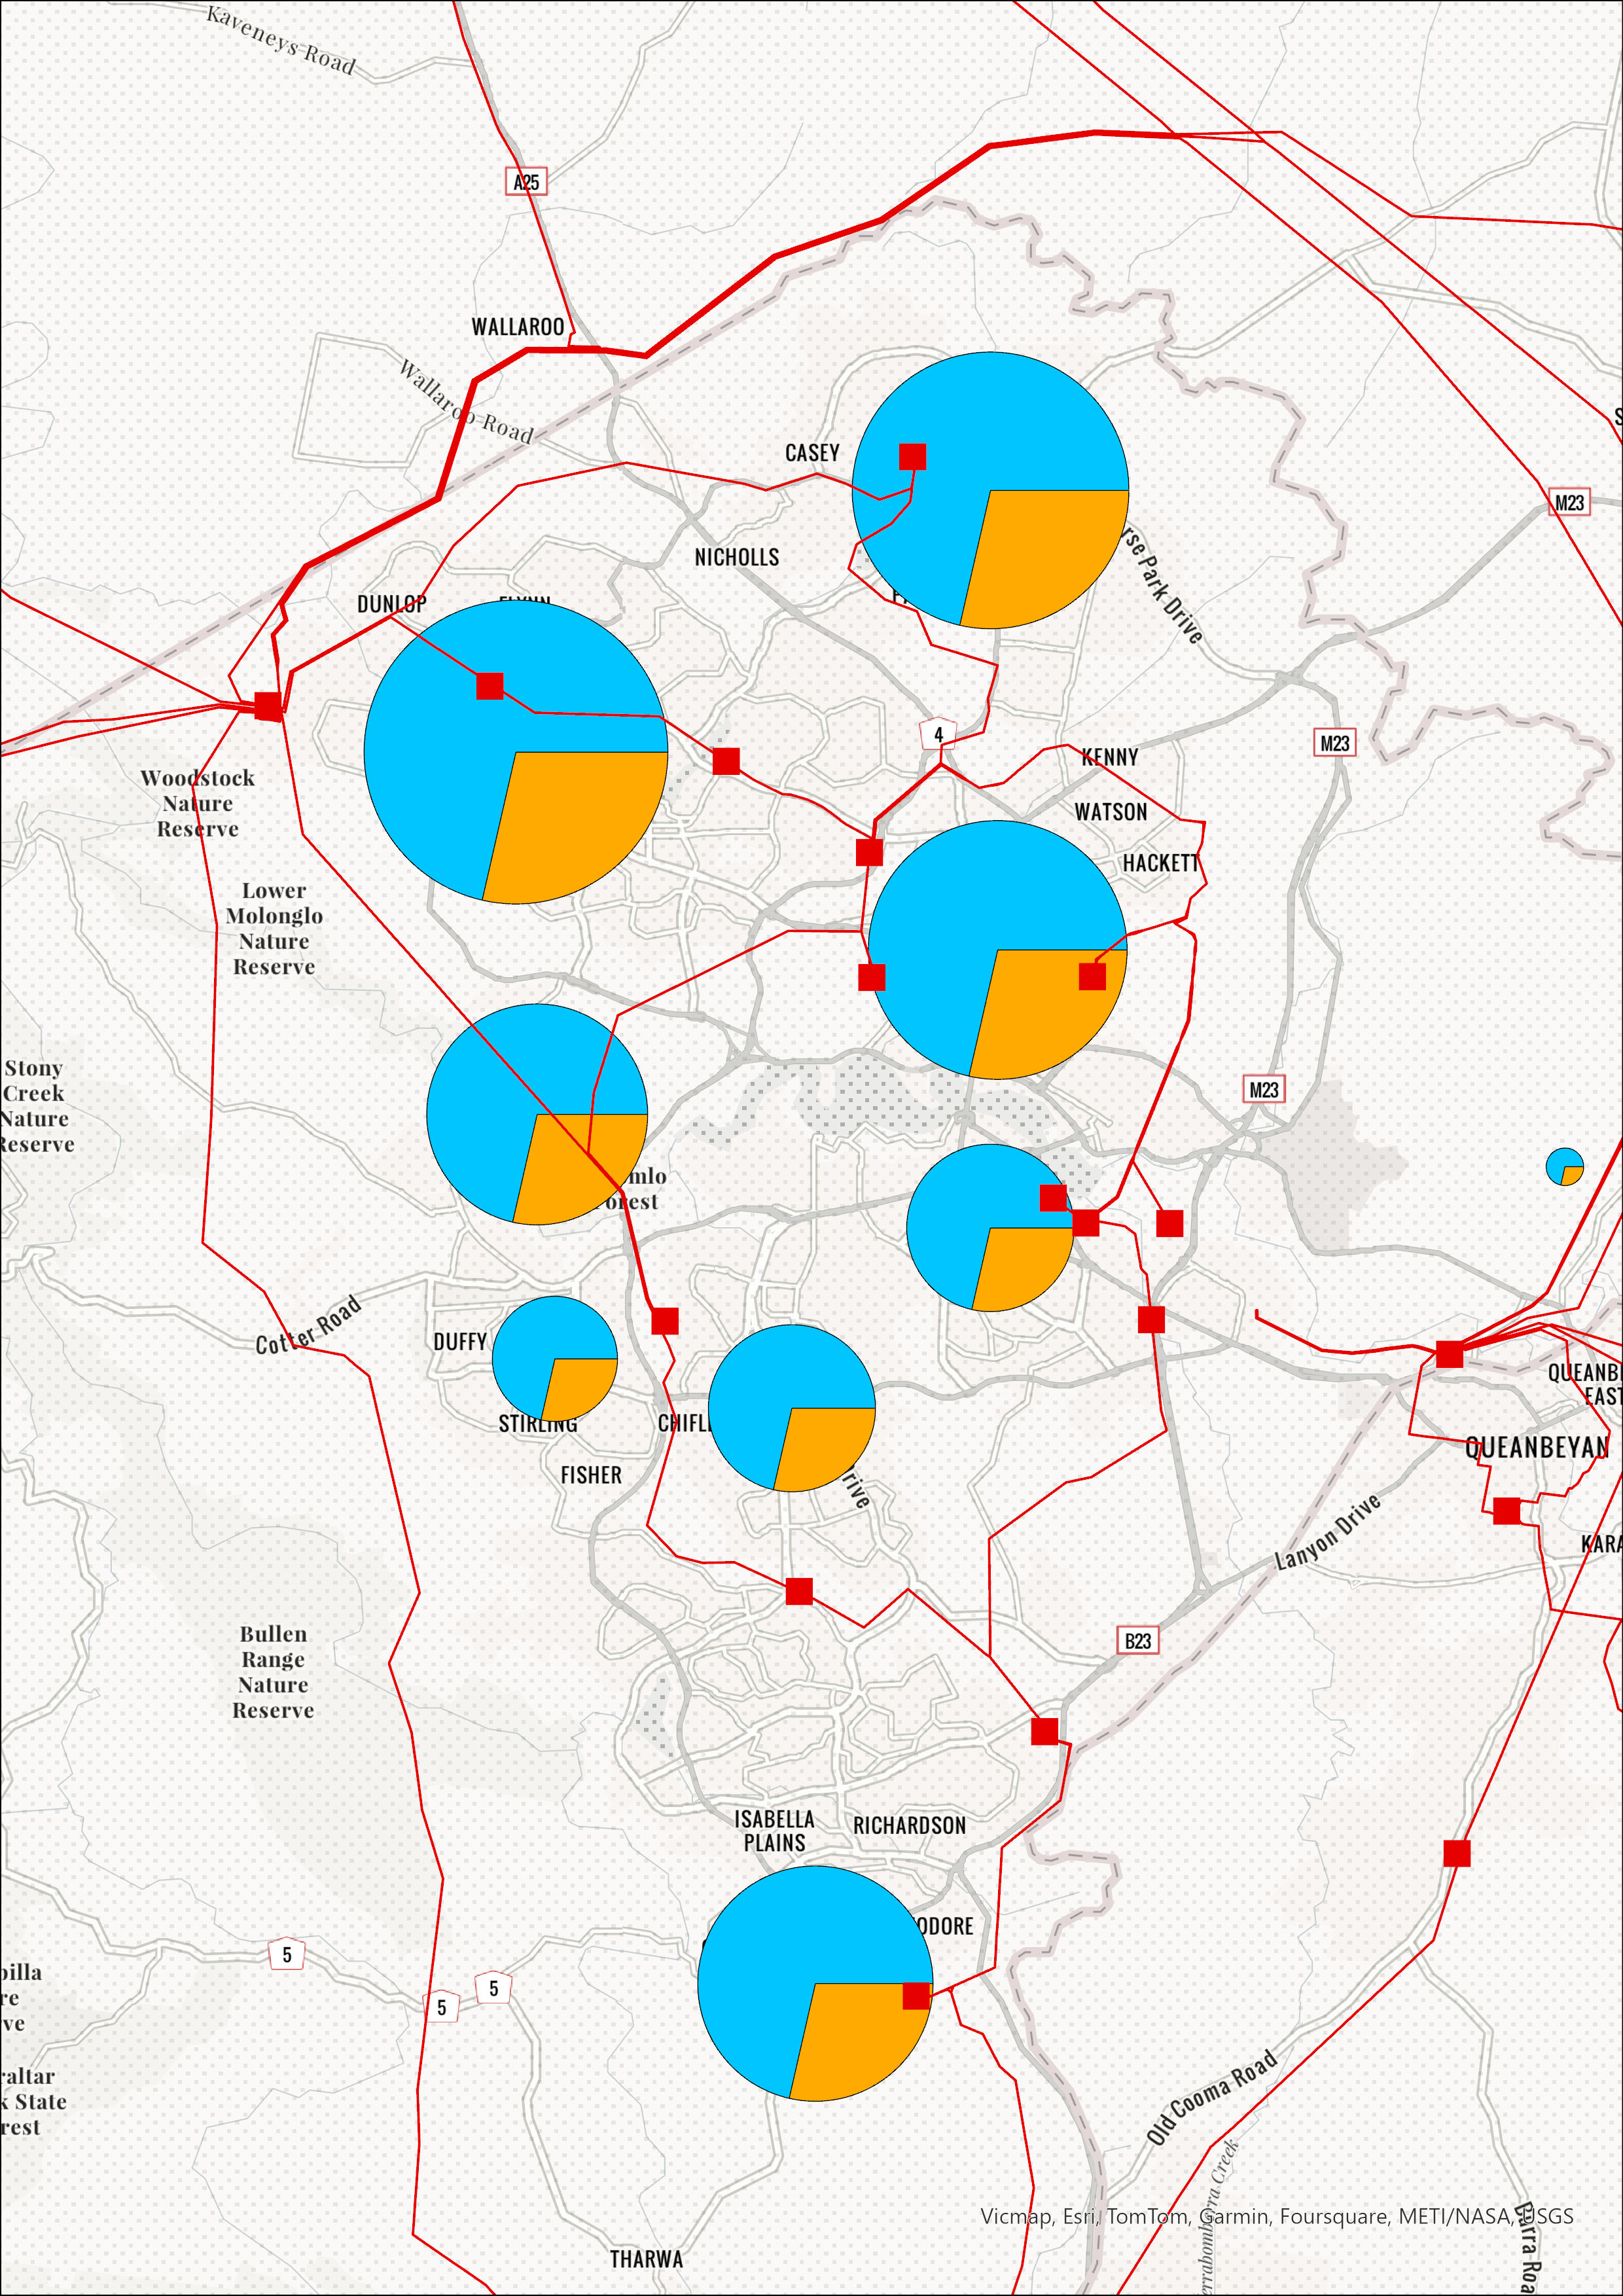 Kaveneys Road
A25
WALLAROO
Wallaroo Road
CASEY
M23
NICHOLLS
rse Park Drive
DUNLOP
FLYNN
4
M23
KENNY
Woodstock
Nature
Reserve
WATSON
HACKETT
Lower
Molonglo
Nature
Reserve
Stony
Creek
Nature
Reserve
M23
mlo
orest
Cotter Road
DUFFY
STIRLING
CHIFL
FISHER
rive
QUEANB
EAST
QUEANBEYAN
Lanyon Drive
KARA
Bullen
Range
Nature
Reserve
B23
ISABELLA
PLAINS
RICHARDSON
ODORE
5
5
5
billa
re
ve
raltar
k State
rest
Old Cooma Road
errabomberra Creek
Vicmap, Esri, TomTom, Garmin, Foursquare, METI/NASA, USGS
Burra Roa
THARWA